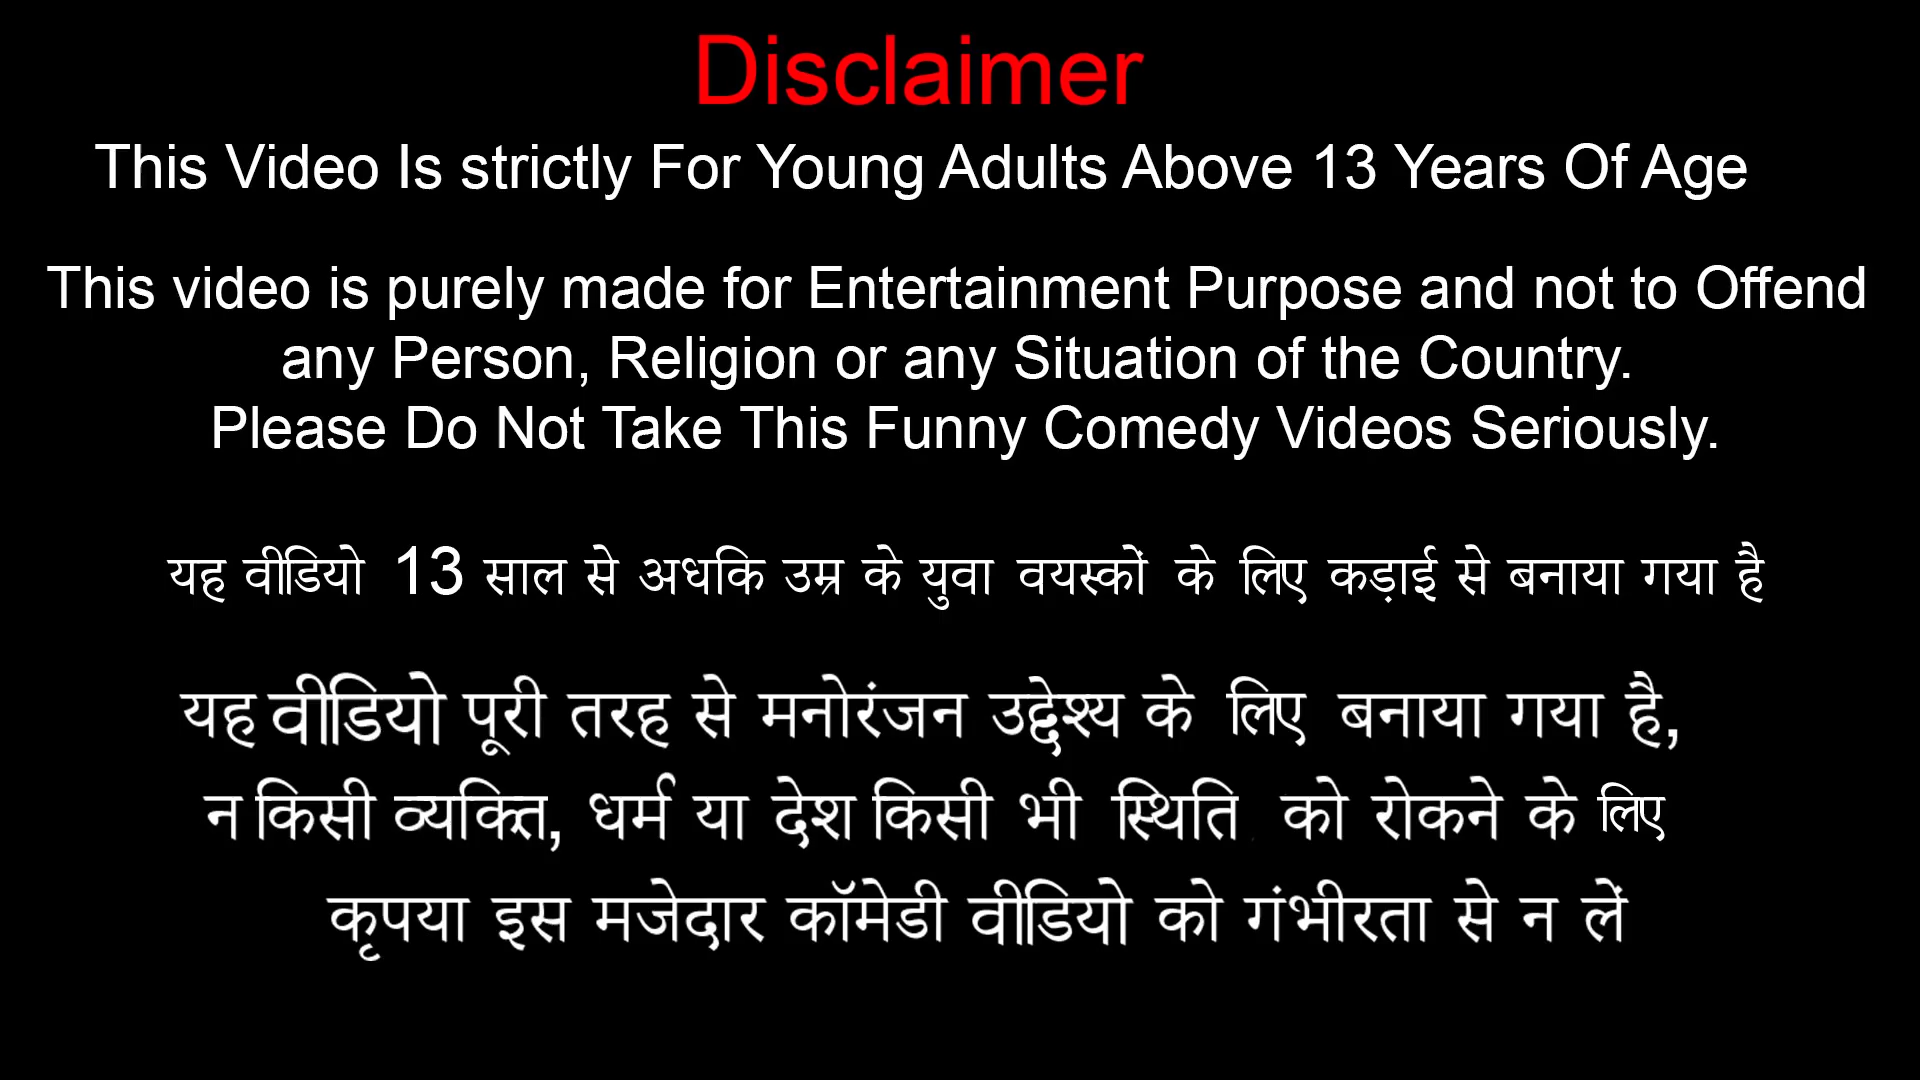 Disclaimer
This Video Is strictly For Young Adults Above 13 Years Of Age
This video is purely made for Entertainment Purpose and not to Offend
any Person, Religion or any Situation of the Country.
Please Do Not Take This Funny Comedy Videos Seriously.
यह वीडियो 13 साल से अधकि उम्र के युवा वयस्कों के लिए कड़ाई से बनाया गया है
यह वीडियो पूरी तरह से मनोरंजन उद्देश्य के लिए बनाया गया है,
न किसी व्यक्ति, धर्म या देश किसी भी स्थिति को रोकने के लिए
कृपया इस मजेदार कॉमेडी वीडियो को गंभीरता से न लें